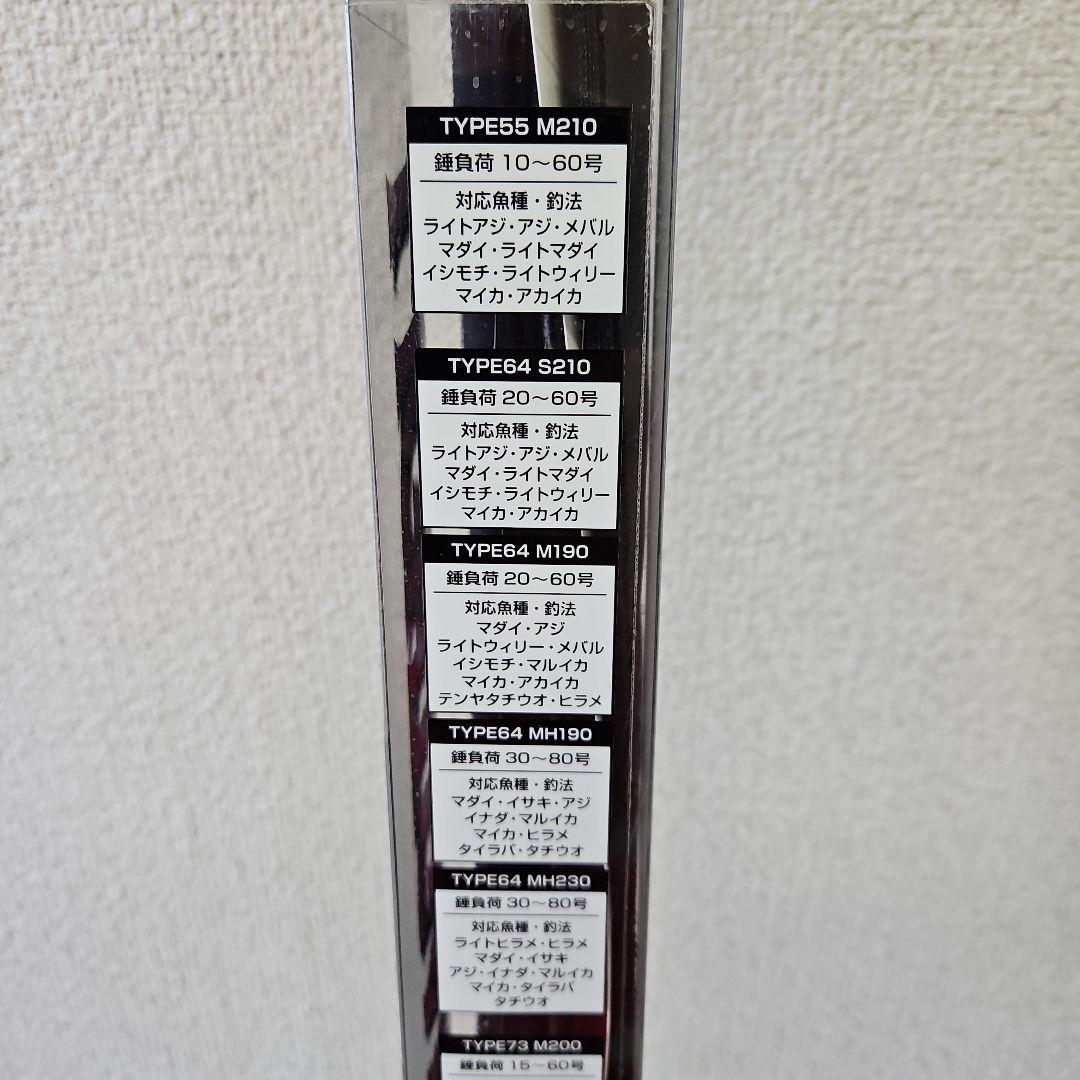 TYPE55 M210
錘負荷 10～60号
対応魚種・釣法
ライトアジ・アジ・メバル
マダイ・ライトマダイ
イシモチ・ライトウィリー
マイカ・アカイカ
TYPE64 S210
錘負荷 20～60号
対応魚種・釣法
ライトアジ・アジ・メバル
マダイ・ライトマダイ
イシモチ・ライトウィリー
マイカ・アカイカ
TYPE64 M190
錘負荷 20～60号
対応魚種・釣法
マダイ・アジ
ライトウィリー・メバル
イシモチ・マルイカ
マイカ・アカイカ
テンヤタチウオ・ヒラメ
TYPE64 MH190
錘負荷 30～80号
対応魚種・釣法
マダイ・イサキ・アジ
イナダ・マルイカ
マイカ・ヒラメ
タイラバ・タチウオ
TYPE64 MH230
錘負荷 30～80号
対応魚種・釣法
ライトヒラメ・ヒラメ
マダイ・イサキ
アジ・イナダ・マルイカ
マイカ・タイラバ
タチウオ
TYPE73 M200
錘負荷 15～60号